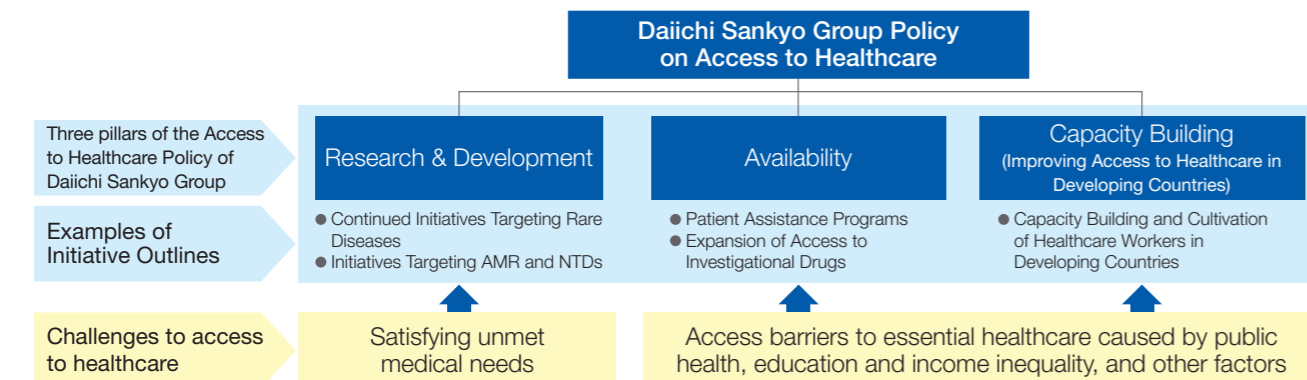 Daiichi Sankyo Group Policy
on Access to Healthcare
Three pillars of the Access
to Healthcare Policy of
Daiichi Sankyo Group
Research & Development
Availability
Capacity Building
(Improving Access to Healthcare in
Developing Countries)
Examples of
Initiative Outlines
● Continued Initiatives Targeting Rare
Diseases
● Initiatives Targeting AMR and NTDs
● Patient Assistance Programs
● Expansion of Access to
Investigational Drugs
● Capacity Building and Cultivation
of Healthcare Workers in
Developing Countries
Challenges to access
to healthcare
Satisfying unmet
medical needs
Access barriers to essential healthcare caused by public
health, education and income inequality, and other factors